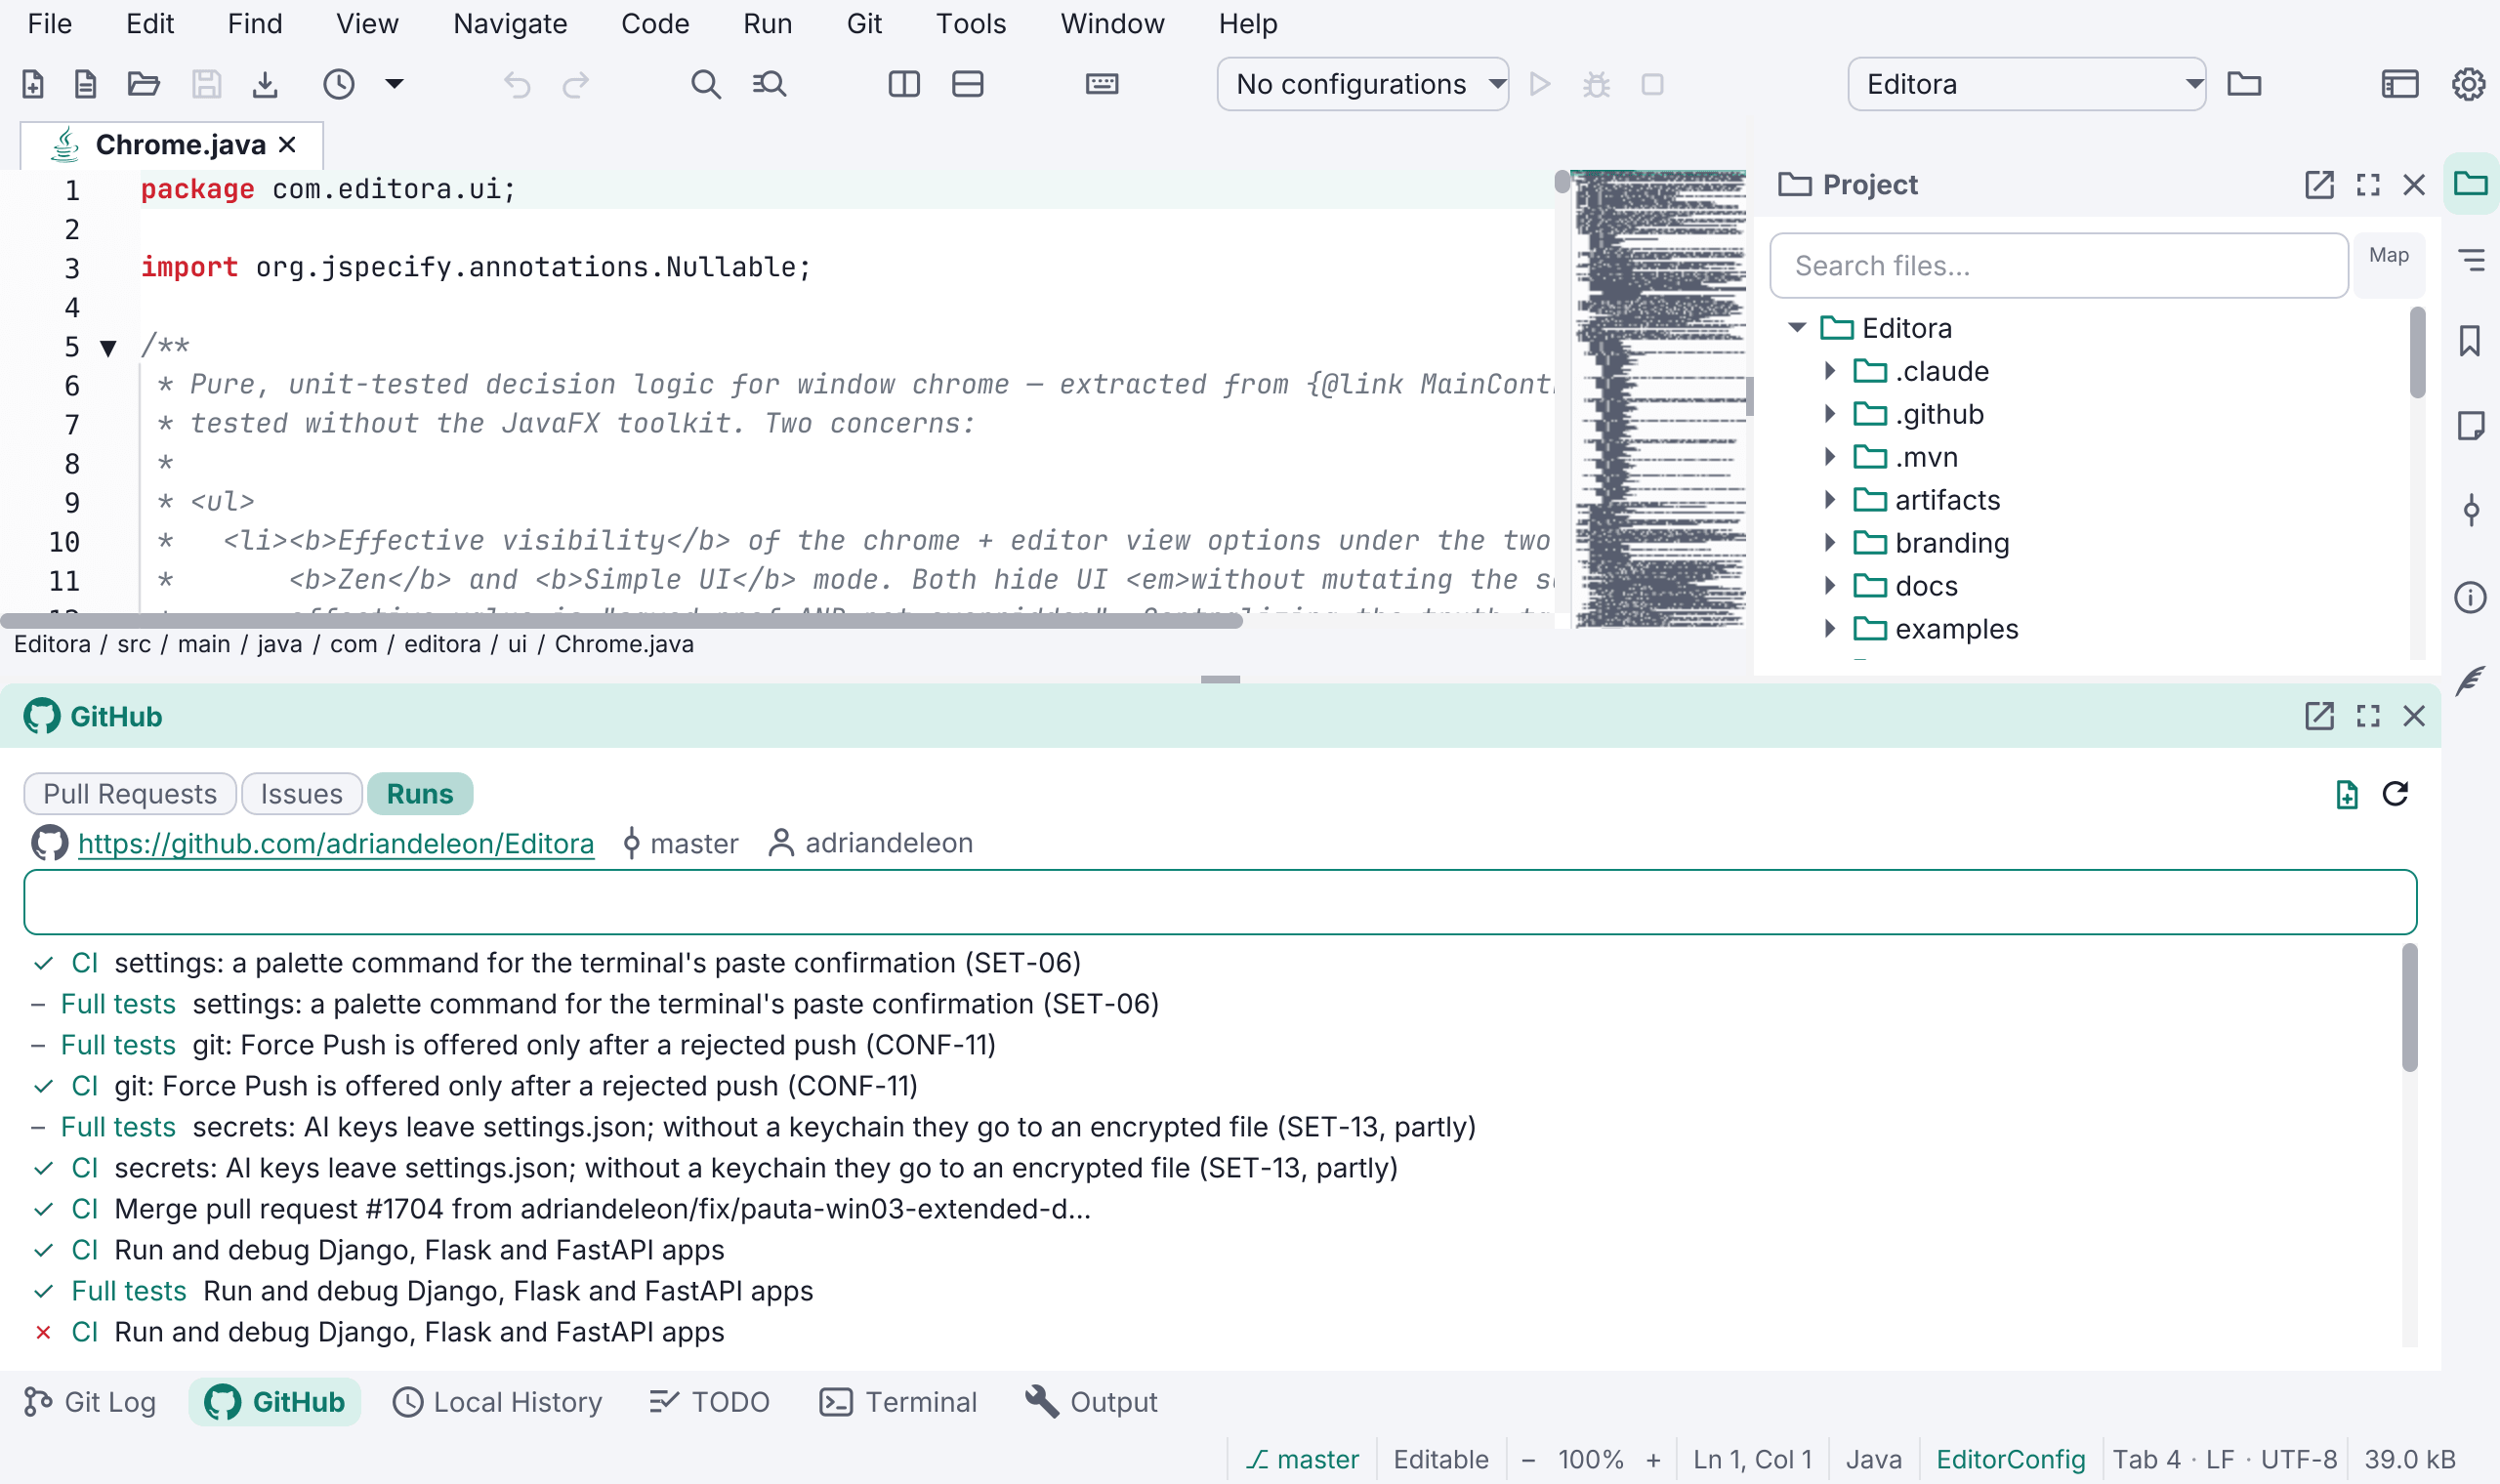 File Edit Find View Navigate Code Run Git Tools Window Help
No configurations Editora
Chrome.java
1 package com.editora.ui;
2
3 import org.jspecify.annotations.Nullable;
4
5 /**
6 * Pure, unit-tested decision logic for window chrome — extracted from {@link MainCont
7 * tested without the JavaFX toolkit. Two concerns:
8 *
9 * <ul>
10 * <li><b>Effective visibility</b> of the chrome + editor view options under the two
11 * <b>Zen</b> and <b>Simple UI</b> mode. Both hide UI <em>without mutating the s
Editora / src / main / java / com / editora / ui / Chrome.java
Project
Search files...
Map
Editora
.claude
.github
.mvn
artifacts
branding
docs
examples
GitHub
Pull Requests Issues Runs
https://github.com/adriandeleon/Editora master adriandeleon
✓ CI settings: a palette command for the terminal's paste confirmation (SET-06)
– Full tests settings: a palette command for the terminal's paste confirmation (SET-06)
– Full tests git: Force Push is offered only after a rejected push (CONF-11)
✓ CI git: Force Push is offered only after a rejected push (CONF-11)
– Full tests secrets: AI keys leave settings.json; without a keychain they go to an encrypted file (SET-13, partly)
✓ CI secrets: AI keys leave settings.json; without a keychain they go to an encrypted file (SET-13, partly)
✓ CI Merge pull request #1704 from adriandeleon/fix/pauta-win03-extended-d...
✓ CI Run and debug Django, Flask and FastAPI apps
✓ Full tests Run and debug Django, Flask and FastAPI apps
✕ CI Run and debug Django, Flask and FastAPI apps
Git Log GitHub Local History TODO Terminal Output
master Editable – 100% + Ln 1, Col 1 Java EditorConfig Tab 4 · LF · UTF-8 39.0 kB